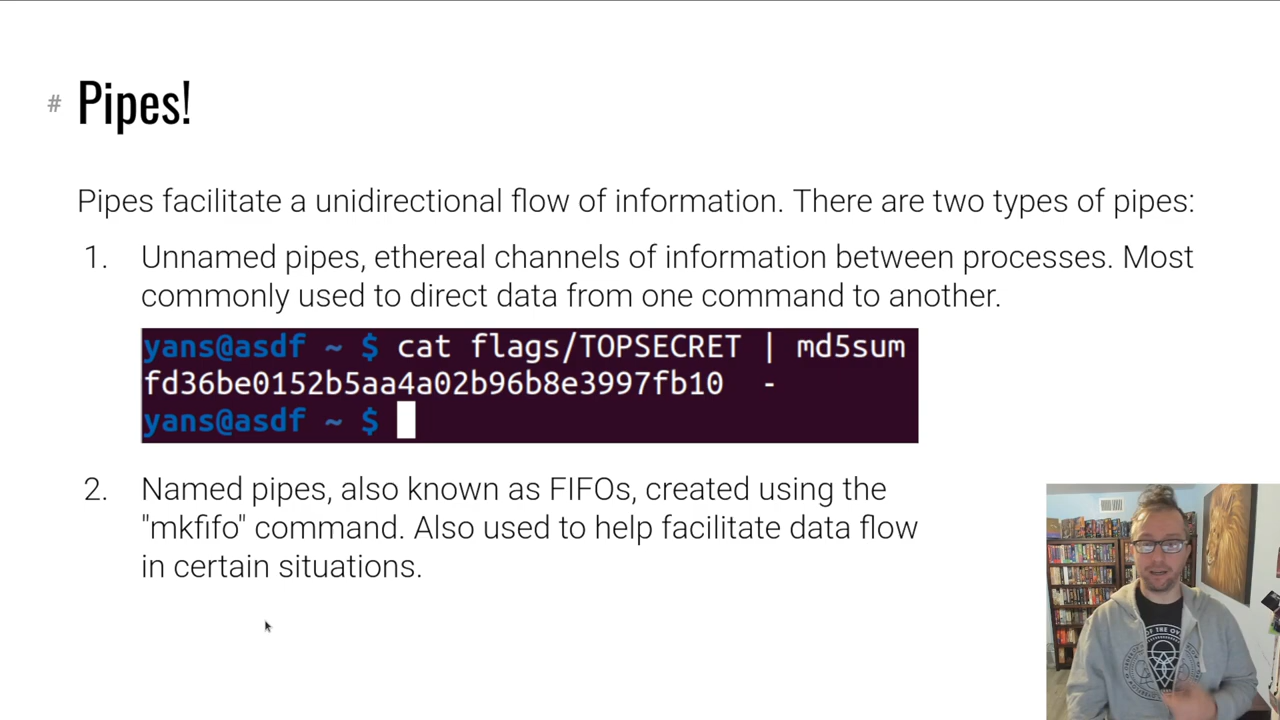 # Pipes!
Pipes facilitate a unidirectional flow of information. There are two types of pipes:
1. Unnamed pipes, ethereal channels of information between processes. Most
commonly used to direct data from one command to another.
yans@asdf ~ $ cat flags/TOPSECRET | md5sum
fd36be0152b5aa4a02b96b8e3997fb10  -
yans@asdf ~ $
2. Named pipes, also known as FIFOs, created using the
"mkfifo" command. Also used to help facilitate data flow
in certain situations.